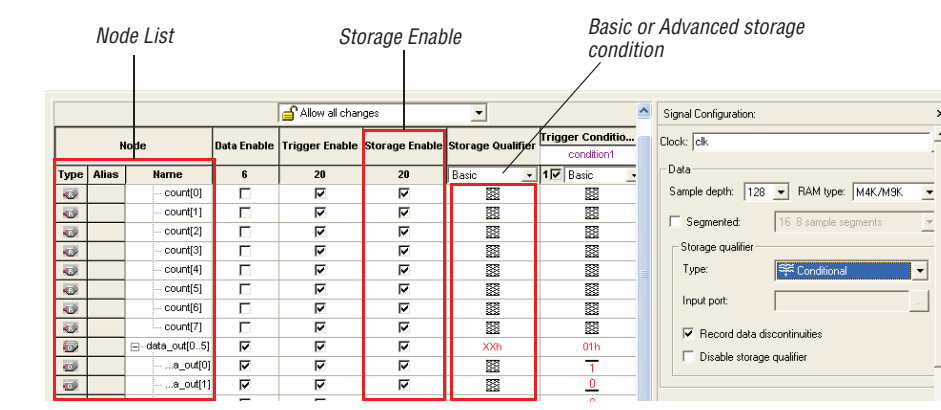 Node List
Storage Enable
Basic or Advanced storage
condition
Allow all changes
Node
Data Enable
Trigger Enable
Storage Enable
Storage Qualifier
Trigger Conditio...
condition1
Type
Alias
Name
6
20
20
Basic
1
Basic
count[0]
count[1]
count[2]
count[3]
count[4]
count[5]
count[6]
count[7]
data_out[0..5]
XXh
01h
...a_out[0]
1
...a_out[1]
0
Signal Configuration:
Clock:
clk
Data
Sample depth:
128
RAM type:
M4K/M9K
Segmented:
16 8 sample segments
Storage qualifier
Type:
Conditional
Input port:
...
Record data discontinuities
Disable storage qualifier